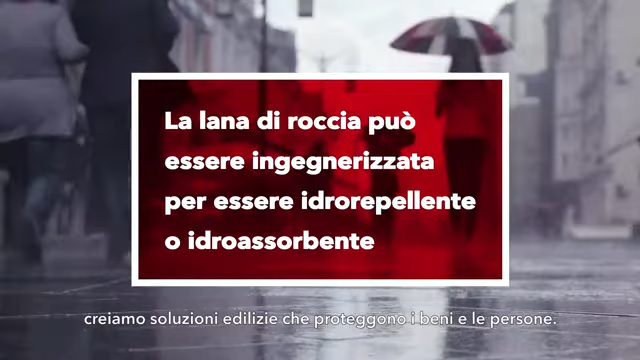 La lana di roccia può
essere ingegnerizzata
per essere idrorepellente
o idroassorbente
creiamo soluzioni edilizie che proteggono i beni e le persone.